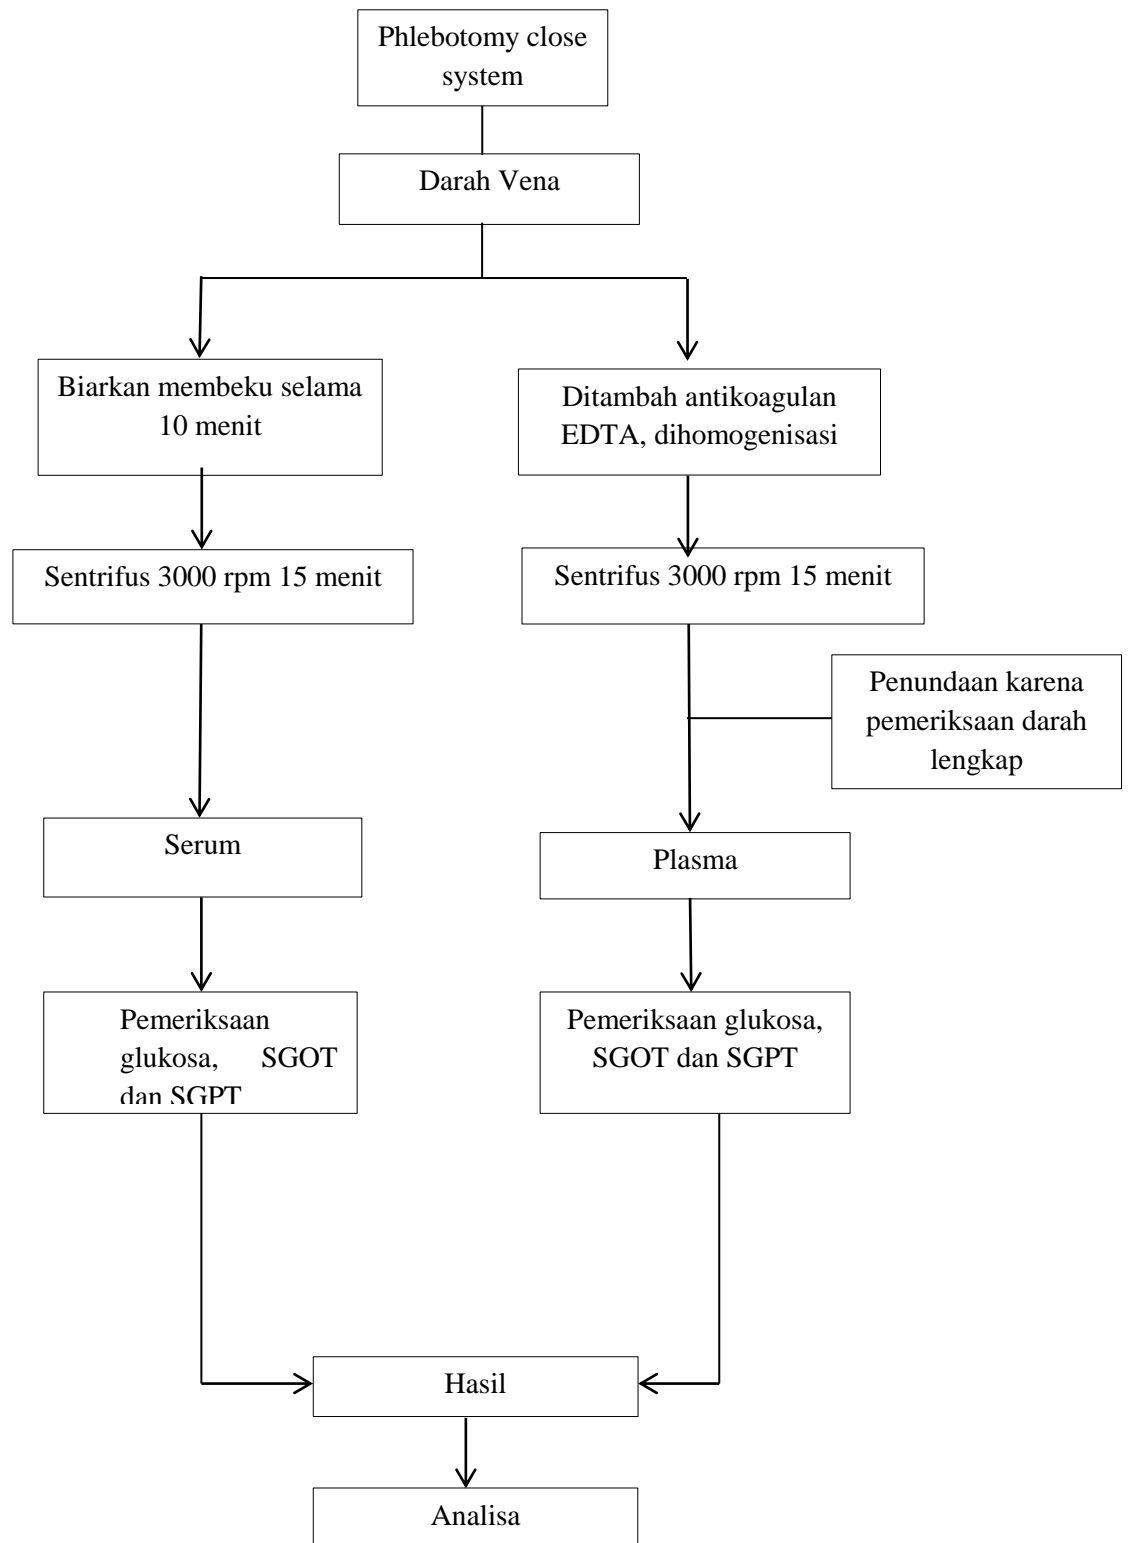 Phlebotomy close
system
Darah Vena
Biarkan membeku selama
10 menit
Ditambah antikoagulan
EDTA, dihomogenisasi
Sentrifus 3000 rpm 15 menit
Sentrifus 3000 rpm 15 menit
Penundaan karena
pemeriksaan darah
lengkap
Serum
Plasma
Pemeriksaan
glukosa, SGOT
dan SGPT
Pemeriksaan glukosa,
SGOT dan SGPT
Hasil
Analisa